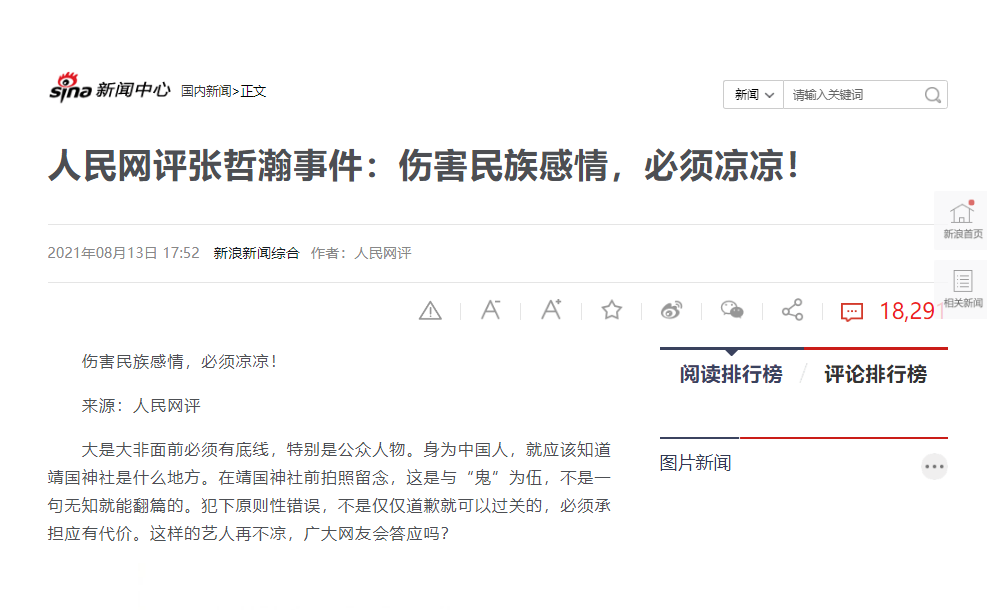 sina 新闻中心 国内新闻>正文
新闻 请输入关键词
人民网评张哲瀚事件：伤害民族感情，必须凉凉！
新浪首页
2021年08月13日 17:52 新浪新闻综合 作者：人民网评
相关新闻
A- A+ 18,291
伤害民族感情，必须凉凉！
阅读排行榜 / 评论排行榜
来源：人民网评
大是大非面前必须有底线，特别是公众人物。身为中国人，就应该知道
靖国神社是什么地方。在靖国神社前拍照留念，这是与“鬼”为伍，不是一
句无知就能翻篇的。犯下原则性错误，不是仅仅道歉就可以过关的，必须承
担应有代价。这样的艺人再不凉，广大网友会答应吗？
图片新闻